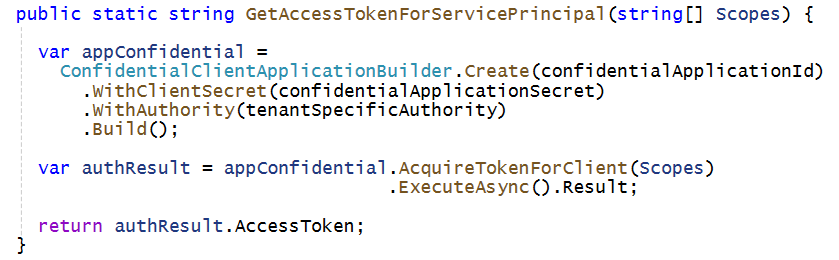 public static string GetAccessTokenForServicePrincipal(string[] Scopes) {
var appConfidential =
ConfidentialClientApplicationBuilder.Create(confidentialApplicationId)
.WithClientSecret(confidentialApplicationSecret)
.WithAuthority(tenantSpecificAuthority)
.Build();
var authResult = appConfidential.AcquireTokenForClient(Scopes)
.ExecuteAsync().Result;
return authResult.AccessToken;
}